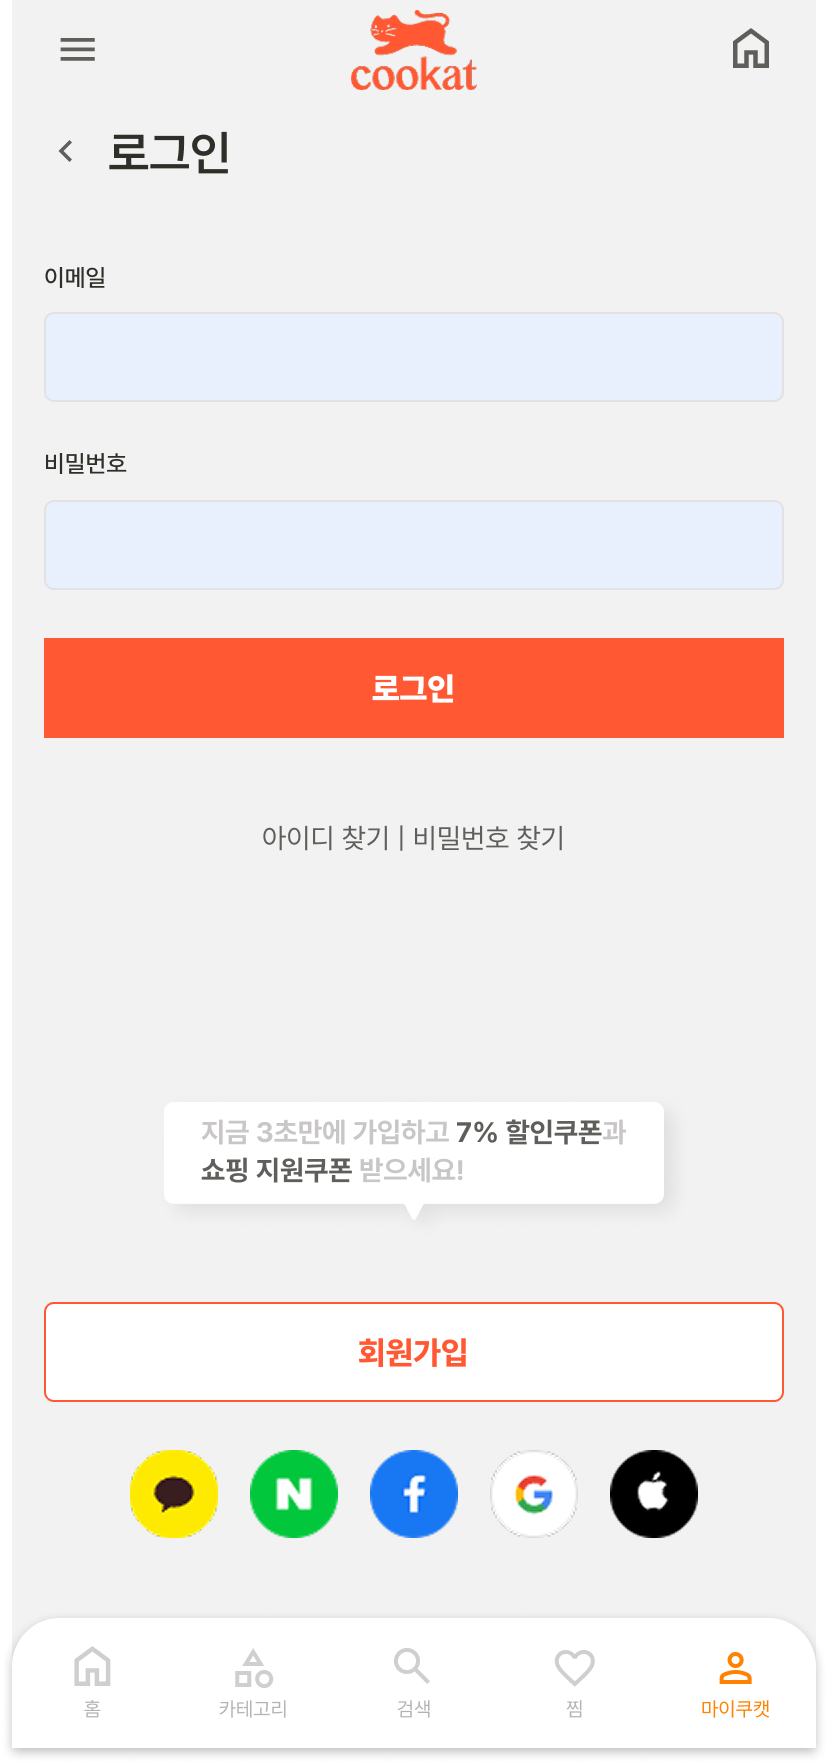 cookat
로그인
이메일
비밀번호
로그인
아이디 찾기 | 비밀번호 찾기
지금 3초만에 가입하고 7% 할인쿠폰과
쇼핑 지원쿠폰 받으세요!
회원가입
N f G
홈 카테고리 검색 찜 마이쿠캣